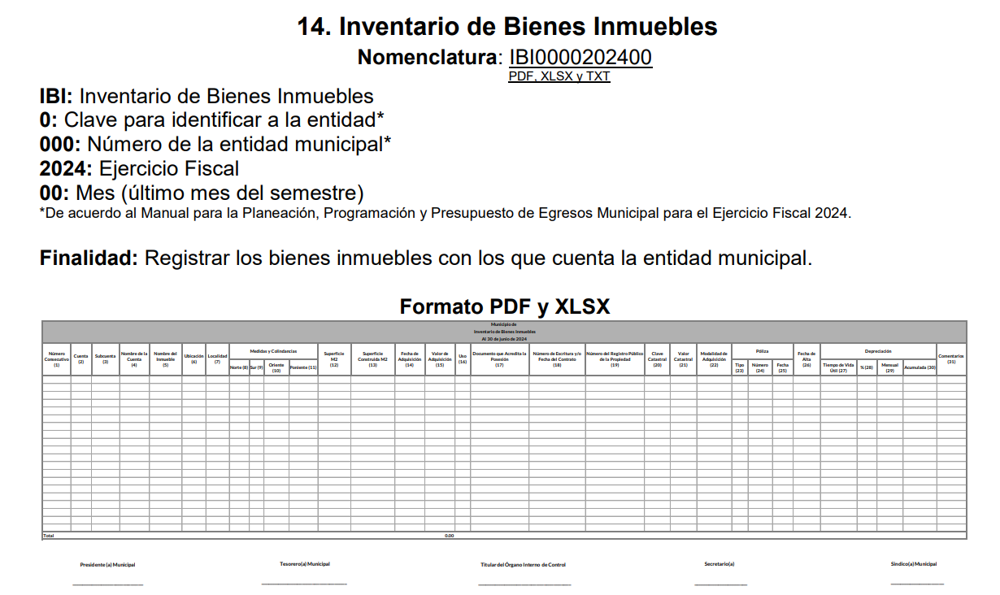 14. Inventario de Bienes Inmuebles
Nomenclatura: IBI0000202400
PDF, XLSX y TXT
IBI: Inventario de Bienes Inmuebles
0: Clave para identificar a la entidad*
000: Número de la entidad municipal*
2024: Ejercicio Fiscal
00: Mes (último mes del semestre)
*De acuerdo al Manual para la Planeación, Programación y Presupuesto de Egresos Municipal para el Ejercicio Fiscal 2024.
Finalidad: Registrar los bienes inmuebles con los que cuenta la entidad municipal.
Formato PDF y XLSX
Municipio de
Inventario de Bienes Inmuebles
Al 30 de junio de 2024
Número
Consecutivo
(1)
Cuenta
(2)
Subcuenta
(3)
Nombre de la
Cuenta
(4)
Nombre del
Inmueble
(5)
Ubicación
(6)
Localidad
(7)
Medidas y Colindancias
Norte (8)
Sur (9)
Oriente
(10)
Poniente (11)
Superficie
M2
(12)
Superficie
Construida M2
(13)
Fecha de
Adquisición
(14)
Valor de
Adquisición
(15)
Uso
(16)
Documento que Acredita la
Posesión
(17)
Número de Escritura y/o
Fecha del Contrato
(18)
Número del Registro Público
de la Propiedad
(19)
Clave
Catastral
(20)
Valor
Catastral
(21)
Modalidad de
Adquisición
(22)
Póliza
Tipo
(23)
Número
(24)
Fecha
(25)
Fecha de
Alta
(26)
Depreciación
Tiempo de Vida
Útil (27)
% (28)
Mensual
(29)
Acumulada (30)
Comentarios
(31)
Total 0.00
Presidente (a) Municipal
Tesorero(a) Municipal
Titular del Órgano Interno de Control
Secretario(a)
Síndico(a) Municipal